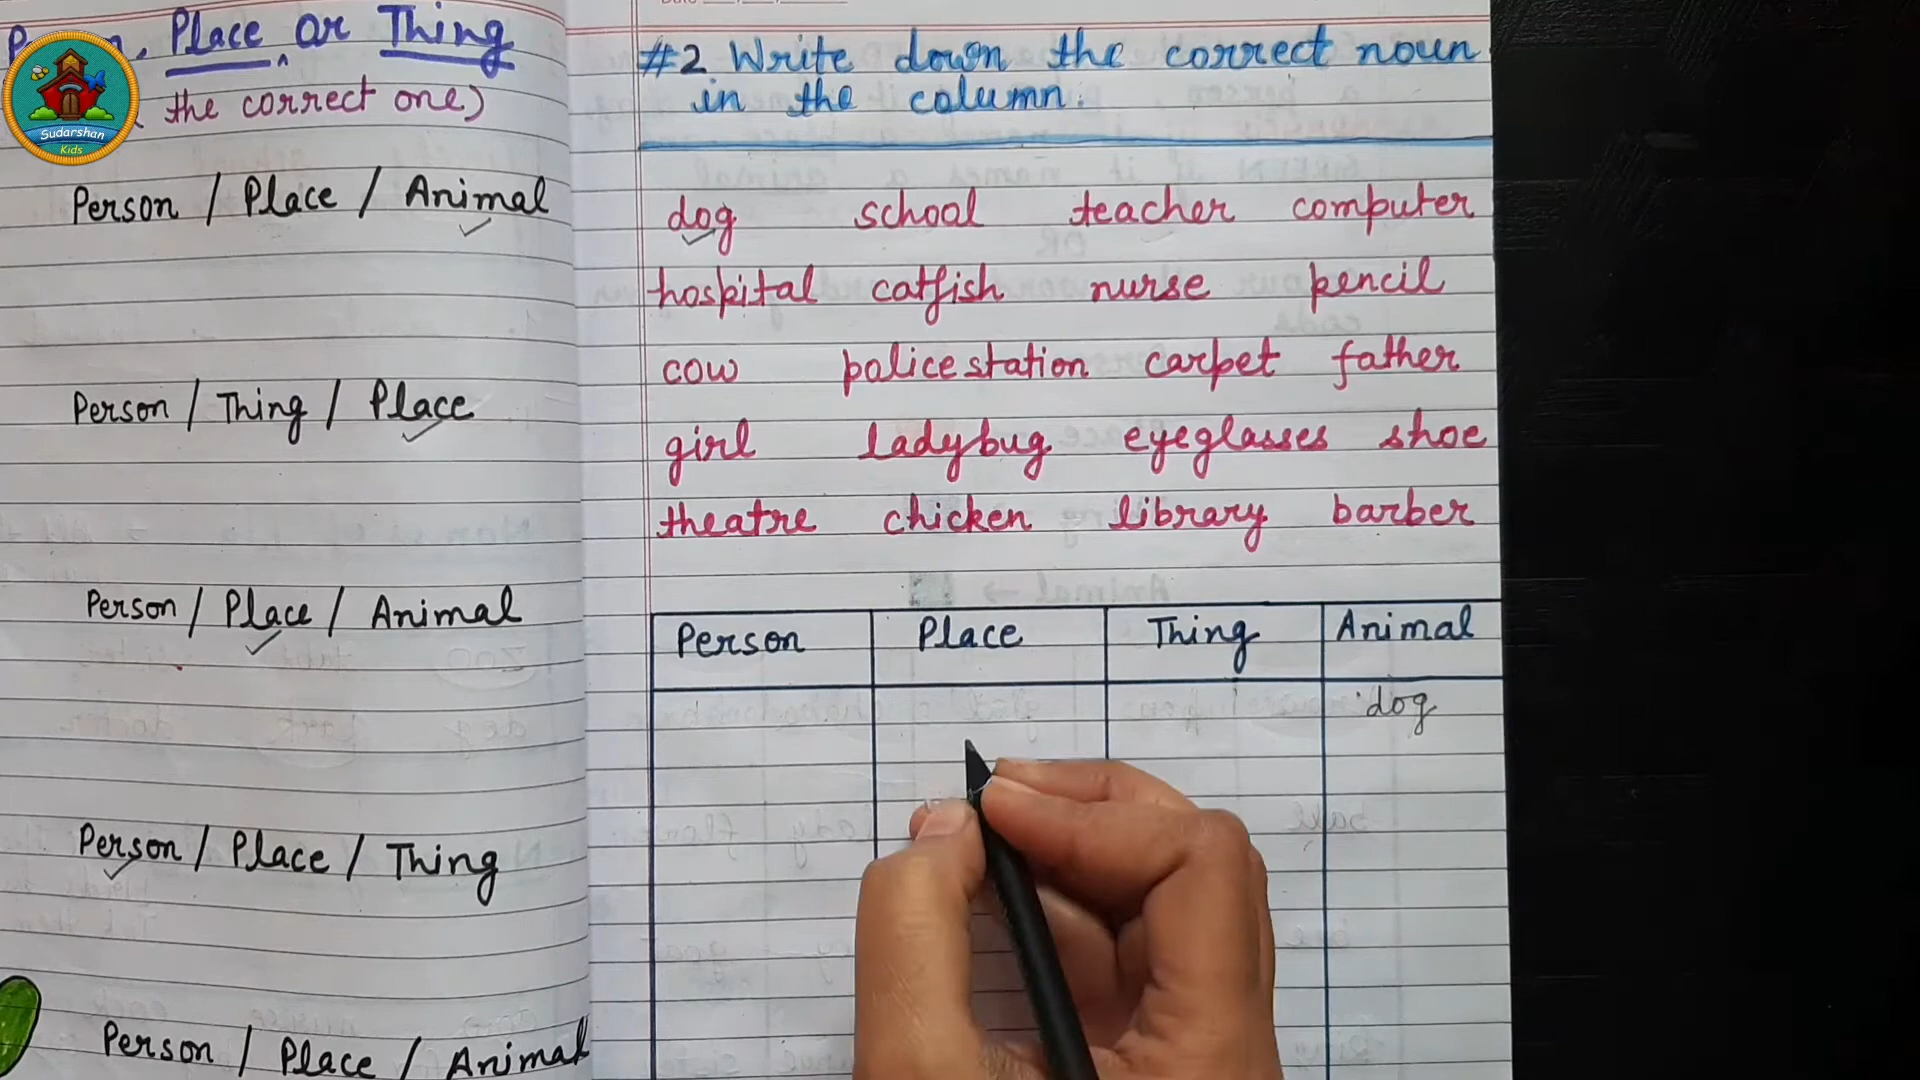 Place or Thing
the correct one)
Sudarshan
Kids
Person / Place / Animal
Person / Thing / Place
Person / Place / Animal
Person / Place / Thing
Person / Place / Animal
#2 Write down the correct noun
in the column.
dog school teacher computer
hospital catfish nurse pencil
cow police station carpet father
girl ladybug eyeglasses shoe
theatre chicken library barber
Person Place Thing Animal
dog